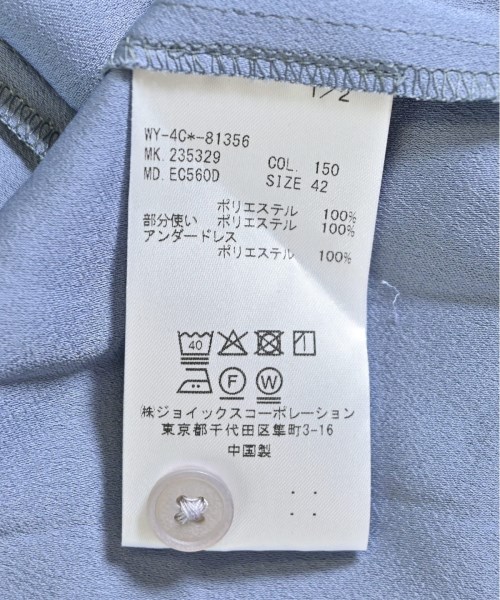 1/2
WY-4C*-81356
MK. 235329 COL. 150
MD. EC560D SIZE 42
ポリエステル 100%
部分使い ポリエステル 100%
アンダードレス
ポリエステル 100%
40
F W
㈱ジョイックスコーポレーション
東京都千代田区隼町3-16
中国製